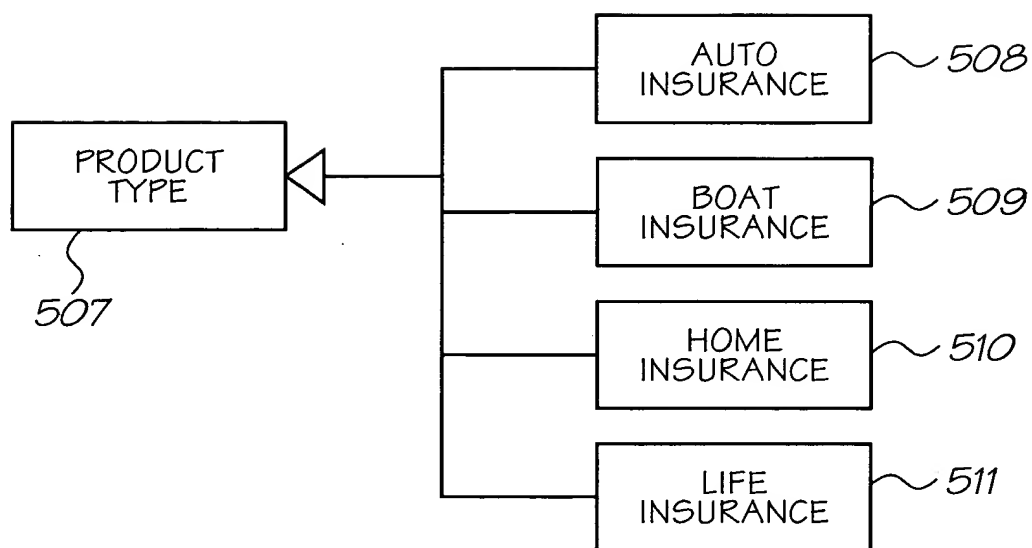 AUTO
INSURANCE
508
PRODUCT
TYPE
507
BOAT
INSURANCE
509
HOME
INSURANCE
510
LIFE
INSURANCE
511